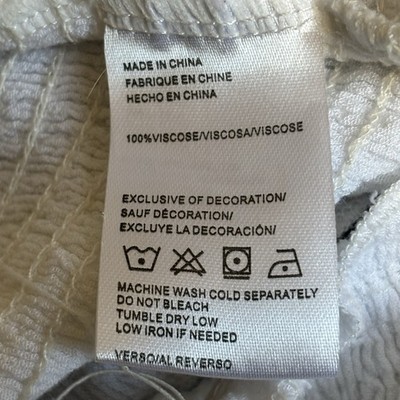 MADE IN CHINA
FABRIQUE EN CHINE
HECHO EN CHINA
100%VISCOSE/VISCOSA/VISCOSE
EXCLUSIVE OF DECORATION/
SAUF DÉCORATION/
EXCLUYE LA DECORACIÓN/
MACHINE WASH COLD SEPARATELY
DO NOT BLEACH
TUMBLE DRY LOW
LOW IRON IF NEEDED
VERSO/AL REVERSO